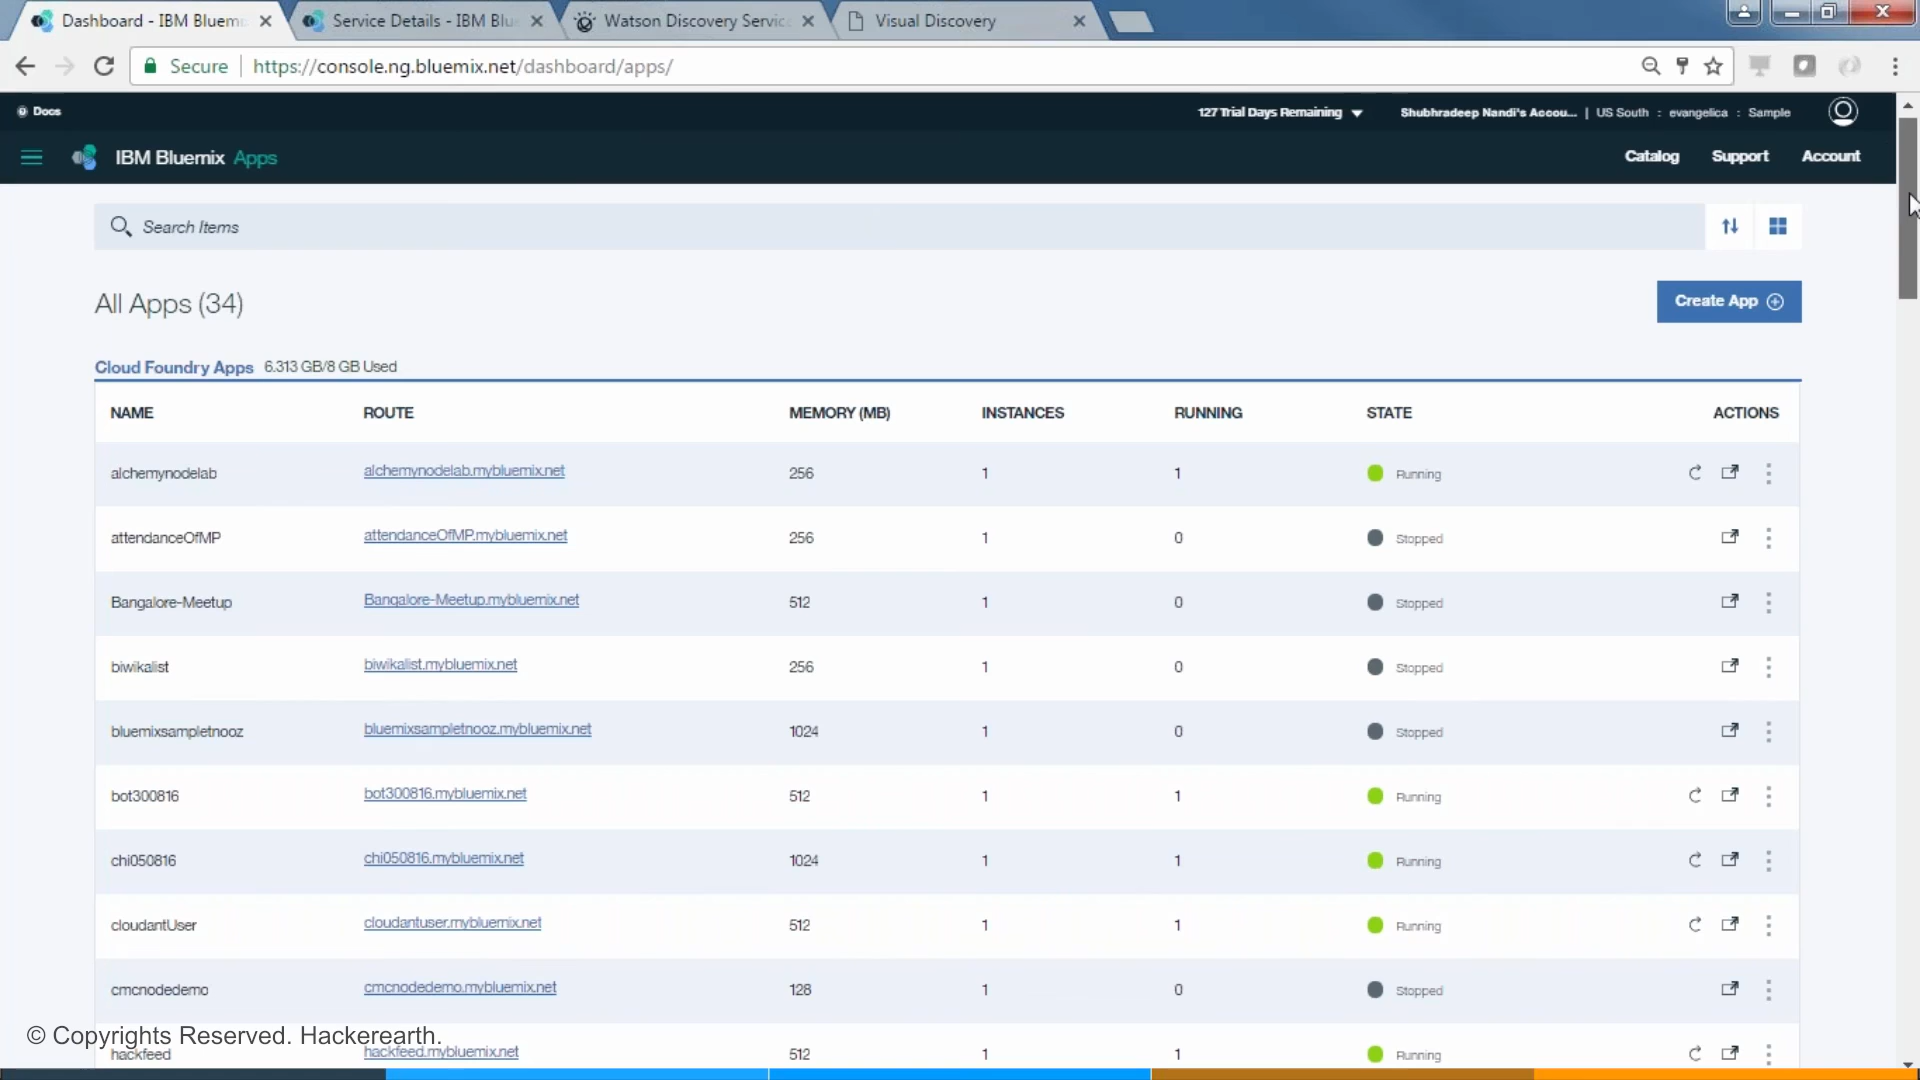 Dashboard - IBM Bluem
Service Details - IBM Blu
Watson Discovery Servic
Visual Discovery
Secure
https://console.ng.bluemix.net/dashboard/apps/
Docs
127 Trial Days Remaining
Shubhradeep Nandi's Accou... | US South : evangelica : Sample
IBM Bluemix Apps
Catalog Support Account
Search Items
All Apps (34)
Create App
Cloud Foundry Apps 6.313 GB/8 GB Used
NAME ROUTE MEMORY (MB) INSTANCES RUNNING STATE ACTIONS
alchemynodelab alchemynodelab.mybluemix.net 256 1 1 Running
attendanceOfMP attendanceOfMP.mybluemix.net 256 1 0 Stopped
Bangalore-Meetup Bangalore-Meetup.mybluemix.net 512 1 0 Stopped
biwikalist biwikalist.mybluemix.net 256 1 0 Stopped
bluemixsampletnooz bluemixsampletnooz.mybluemix.net 1024 1 0 Stopped
bot300816 bot300816.mybluemix.net 512 1 1 Running
chi050816 chi050816.mybluemix.net 1024 1 1 Running
cloudantUser cloudantuser.mybluemix.net 512 1 1 Running
cmcnodedemo cmcnodedemo.mybluemix.net 128 1 0 Stopped
© Copyrights Reserved. Hackerearth.
hackfeed hackfeed.mybluemix.net 512 1 1 Running